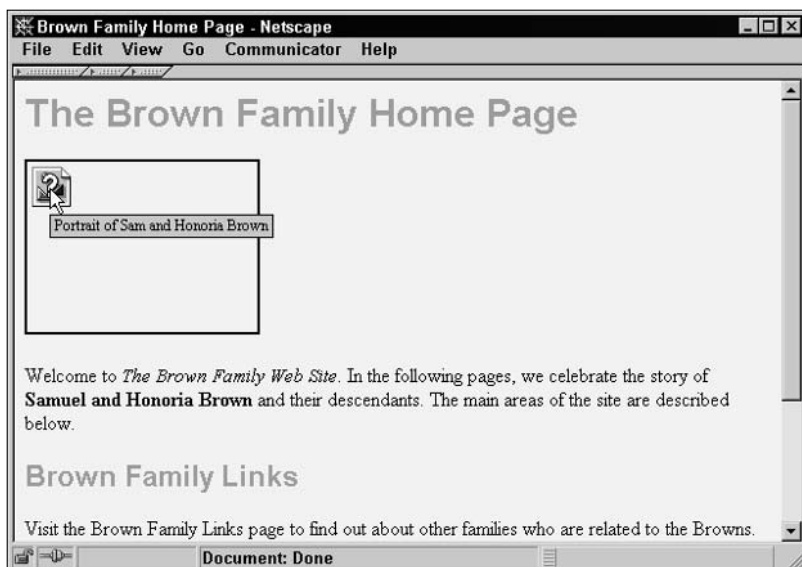 Brown Family Home Page - Netscape
File Edit View Go Communicator Help
The Brown Family Home Page
Portrait of Sam and Honoria Brown
Welcome to The Brown Family Web Site. In the following pages, we celebrate the story of
Samuel and Honoria Brown and their descendants. The main areas of the site are described
below.
Brown Family Links
Visit the Brown Family Links page to find out about other families who are related to the Browns.
Document: Done